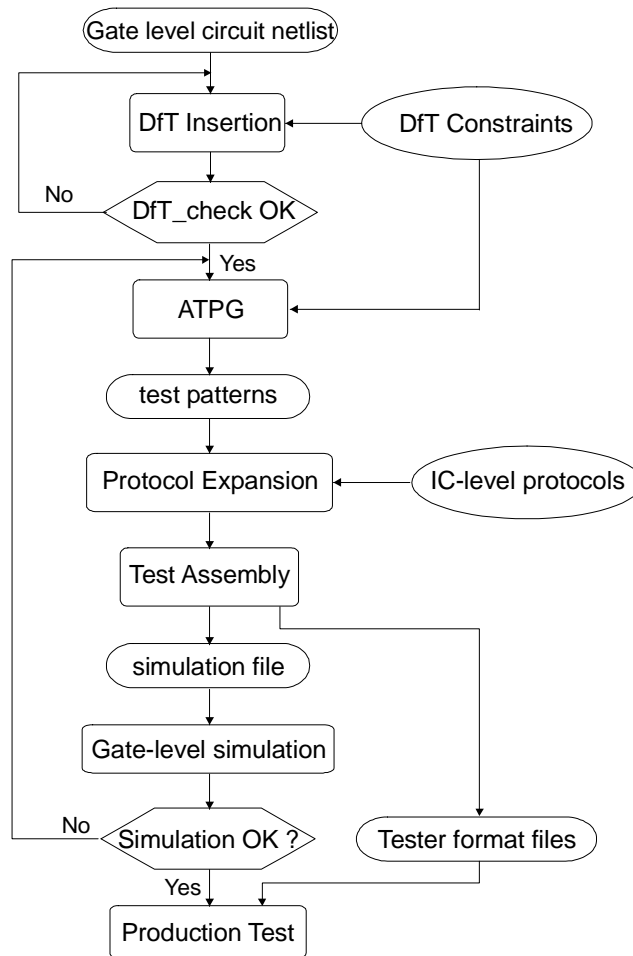 Gate level circuit netlist
DfT Insertion
DfT Constraints
No
DfT_check OK
Yes
ATPG
test patterns
Protocol Expansion
IC-level protocols
Test Assembly
simulation file
Gate-level simulation
No
Simulation OK ?
Tester format files
Yes
Production Test